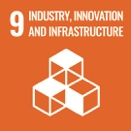 9 INDUSTRY, INNOVATION
AND INFRASTRUCTURE